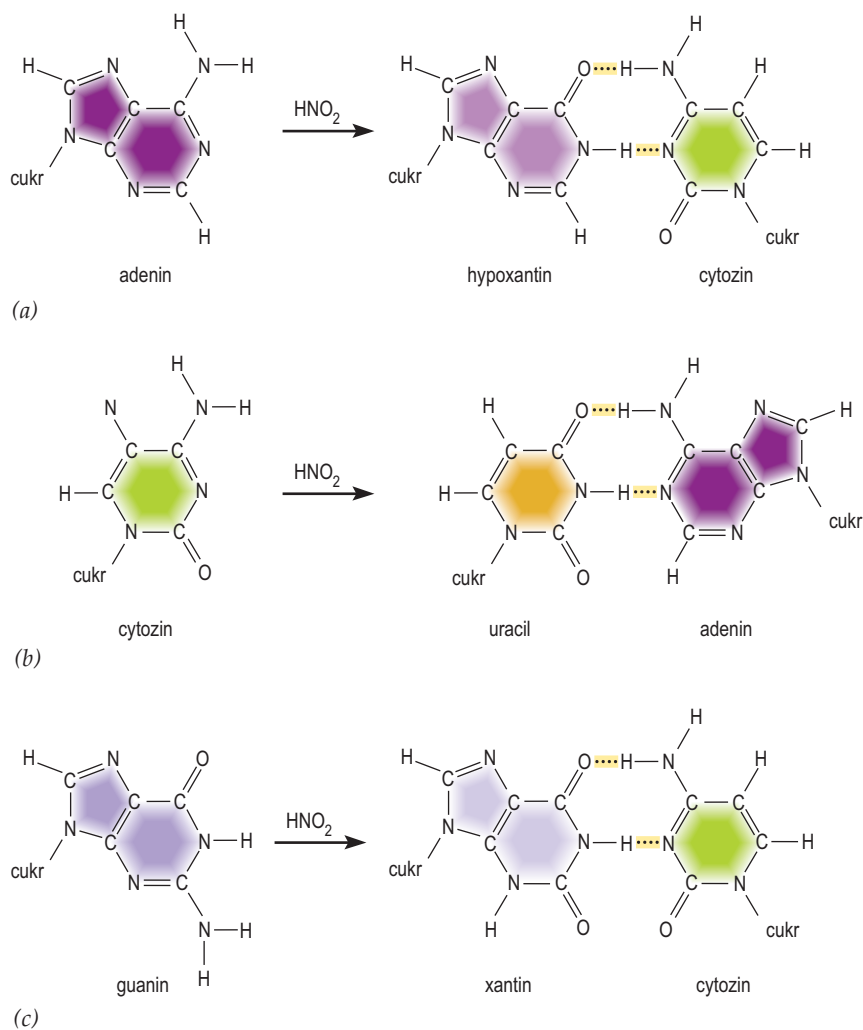 H
H N N H
C C
HNO₂
N C C N
cukr
N C
H
adenin
H
H N O H N H
C C C C
HNO₂
N C N H N C H
cukr
N C C N
H O cukr
hypoxantin
cytozin
(a)
H
N N H
C C
H C N
N C
cukr O
cytozin
HNO₂
H
H O H N N H
C C C C C
H C N H N C N
N C C N cukr
cukr O H
uracil
adenin
(b)
H N O
C C C
N C N H
cukr
N C
N H
H
guanin
HNO₂
H
H N O H N H
C C C C C
N C N H N C H
cukr
N C C N
H O O cukr
xantin
cytozin
(c)